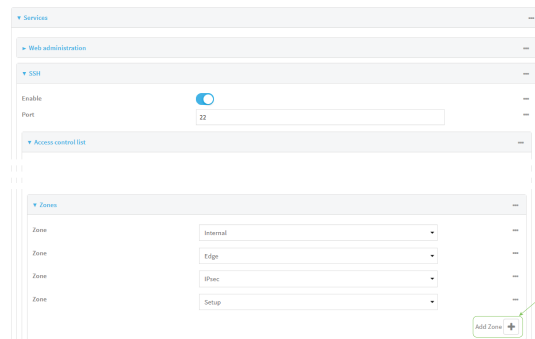 Services
Web administration
SSH
Enable
Port 22
Access control list
Zones
Zone Internal
Zone Edge
Zone IPsec
Zone Setup
Add Zone